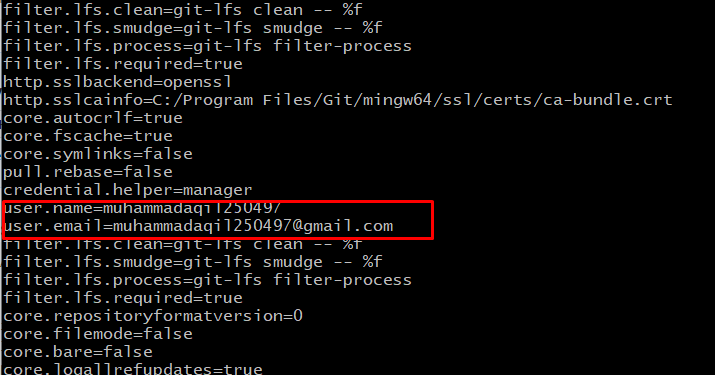 filter.lfs.clean=git-lfs clean -- %f
filter.lfs.smudge=git-lfs smudge -- %f
filter.lfs.process=git-lfs filter-process
filter.lfs.required=true
http.sslbackend=openssl
http.sslcainfo=C:/Program Files/Git/mingw64/ssl/certs/ca-bundle.crt
core.autocrlf=true
core.fscache=true
core.symlinks=false
pull.rebase=false
credential.helper=manager
user.name=muhammadaqil250497
user.email=muhammadaqil250497@gmail.com
filter.lfs.clean=git-lfs clean -- %f
filter.lfs.smudge=git-lfs smudge -- %f
filter.lfs.process=git-lfs filter-process
filter.lfs.required=true
core.repositoryformatversion=0
core.filemode=false
core.bare=false
core.logallrefupdates=true